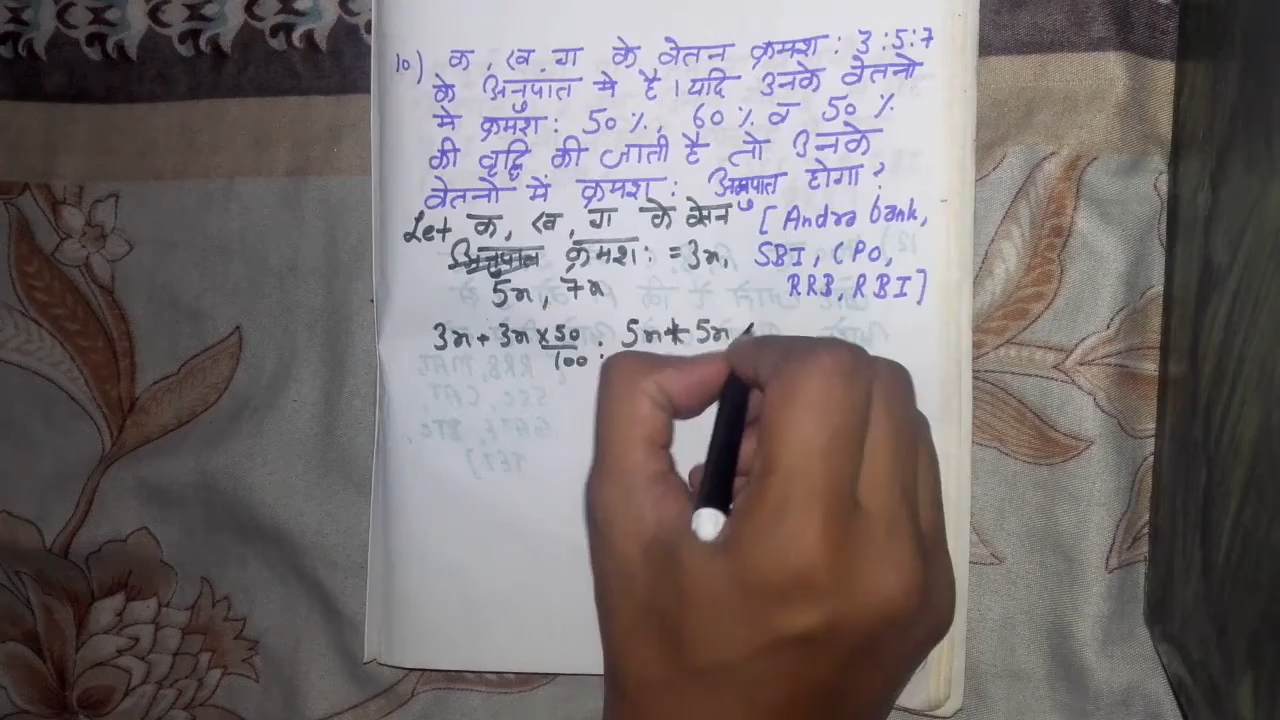 10.) क, ख, ग के वेतन क्रमश: 3:5:7
के अनुपात मे है। यदि उनके वेतनो
मे क्रमश: 50%, 60% व 50%
की वृद्धि की जाती है तो उनके
वेतनो में क्रमश: अनुपात होगा?
[Andra bank,
SBI, CPO,
RRB, RBI]
Let क, ख, ग के वेतन
क्रमश: = 3x,
5x, 7x
3x + 3x × 50/100 : 5x + 5x